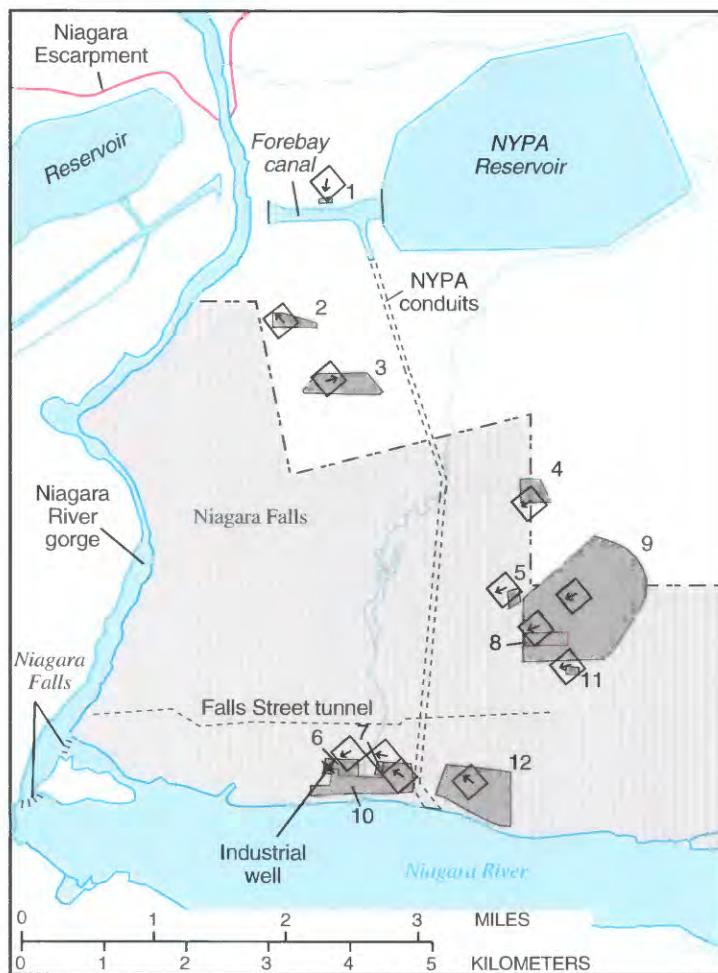 Niagara
Escarpment
Reservoir
Forebay
canal
NYPA
Reservoir
1
NYPA
conduits
2
3
4
Niagara
River
gorge
Niagara Falls
9
5
8
11
Niagara
Falls
Falls Street tunnel
6
7
12
10
Industrial
well
Niagara River
0 1 2 3 MILES
0 1 2 3 4 5 KILOMETERS